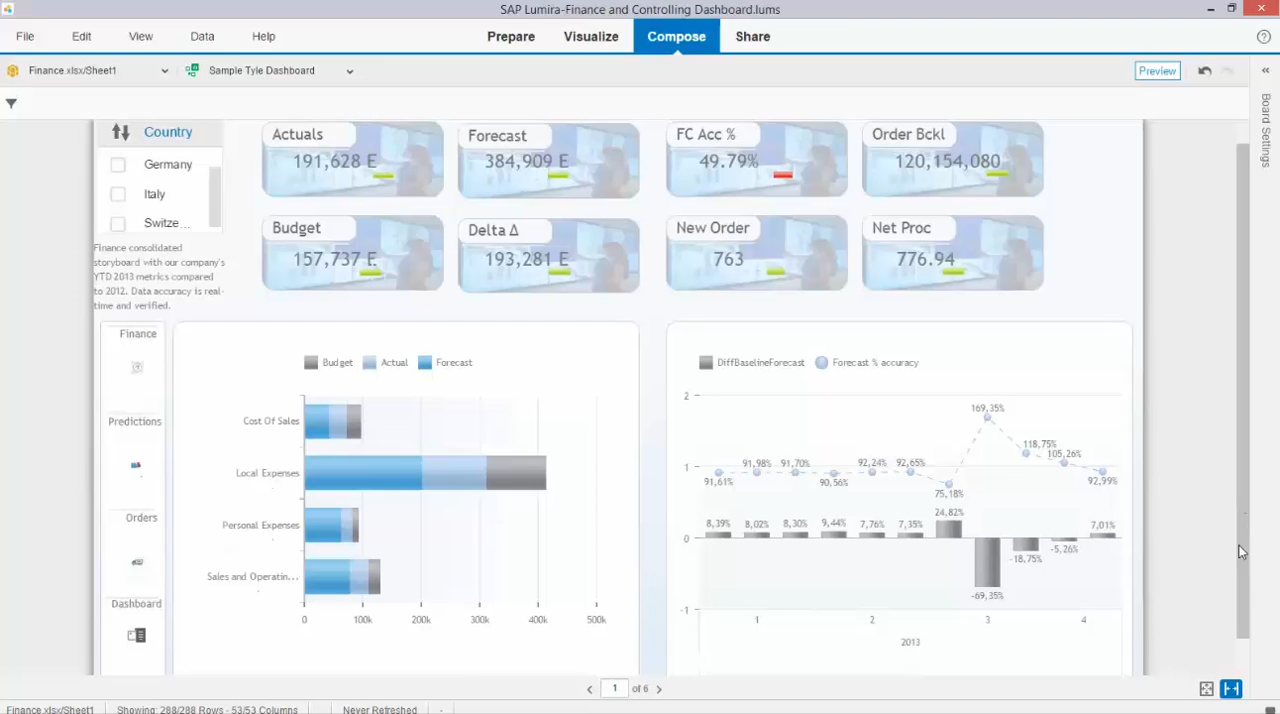 SAP Lumira-Finance and Controlling Dashboard.lums
File Edit View Data Help Prepare Visualize Compose Share
Finance.xlsx/Sheet1 Sample Tyle Dashboard Preview
Board Settings
Country
Germany
Italy
Switze...
Finance consolidated
storyboard with our company's
YTD 2013 metrics compared
to 2012. Data accuracy is real-
time and verified.
Actuals
191,628 E
Forecast
384,909 E
FC Acc %
49.79%
Order Bckl
120,154,080
Budget
157,737 E
Delta Δ
193,281 E
New Order
763
Net Proc
776.94
Finance
Predictions
Orders
Dashboard
Budget Actual Forecast
Cost Of Sales
Local Expenses
Personal Expenses
Sales and Operatin...
0 100k 200k 300k 400k 500k
DiffBaselineForecast Forecast % accuracy
2
1
0
-1
91,61% 91,98% 91,70% 90,56% 92,24% 92,65% 75,18% 169,35% 118,75% 105,26% 92,99%
8,39% 8,02% 8,30% 9,44% 7,76% 7,35% 24,82% -69,35% -18,75% -5,26% 7,01%
1 2 3 4
2013
1 of 6
Finance.xlsx/Sheet1 Showing: 288/288 Rows - 53/53 Columns Never Refreshed -